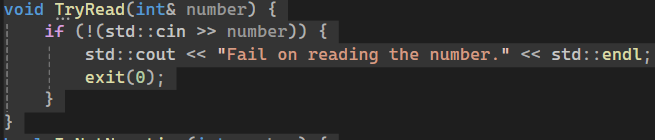 void TryRead(int& number) {
    if (!(std::cin >> number)) {
        std::cout << "Fail on reading the number." << std::endl;
        exit(0);
    }
}